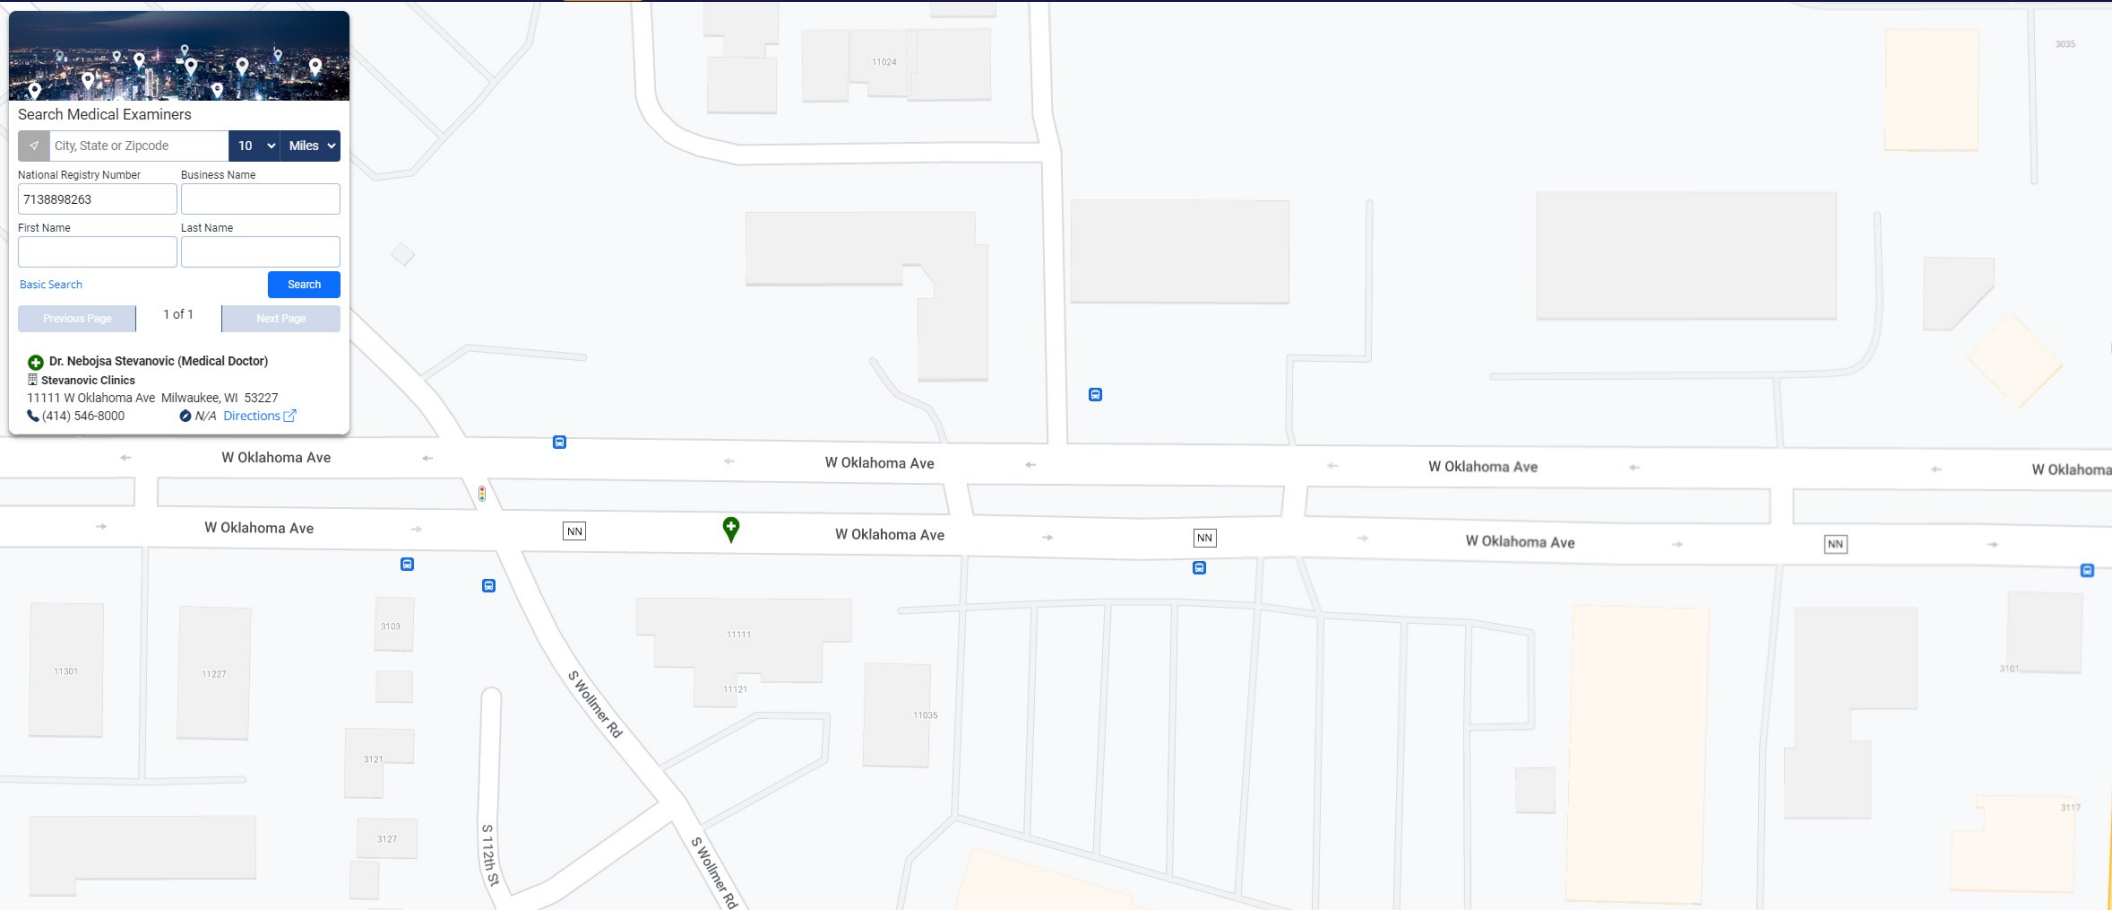 Search Medical Examiners
City, State or Zipcode 10 Miles
National Registry Number Business Name
7138898263
First Name Last Name
Basic Search Search
Previous Page 1 of 1 Next Page
Dr. Nebojsa Stevanovic (Medical Doctor)
Stevanovic Clinics
11111 W Oklahoma Ave Milwaukee, WI 53227
(414) 546-8000 N/A Directions
3035
11024
W Oklahoma Ave W Oklahoma Ave W Oklahoma Ave W Oklahoma
W Oklahoma Ave NN W Oklahoma Ave NN W Oklahoma Ave NN
3103
11111
11301
11227
3101
11121
S Wollmer Rd
11035
3121
3117
3127
S 112th St
S Wollmer Rd